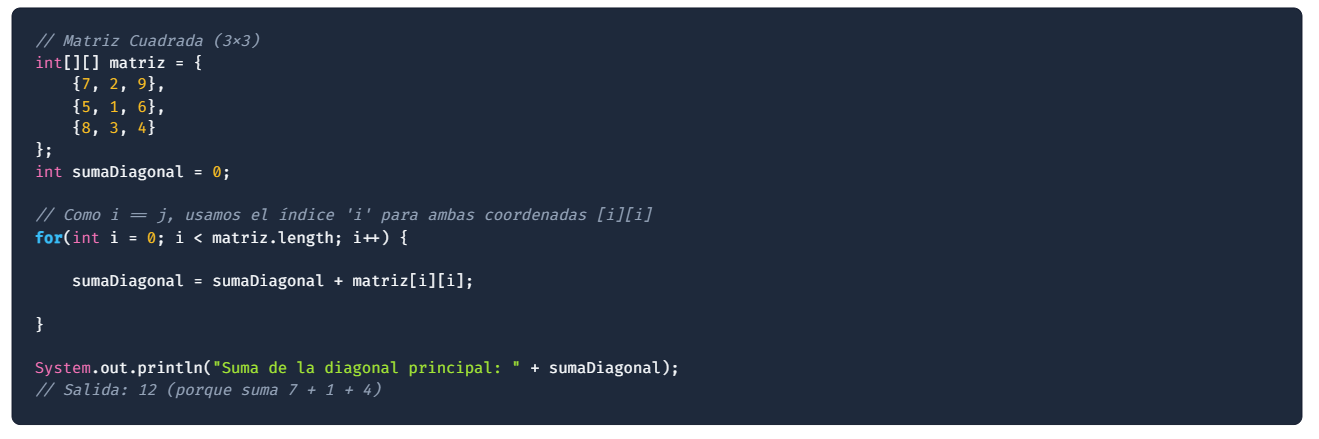 // Matriz Cuadrada (3×3)
int[][] matriz = {
    {7, 2, 9},
    {5, 1, 6},
    {8, 3, 4}
};
int sumaDiagonal = 0;
// Como i == j, usamos el índice 'i' para ambas coordenadas [i][i]
for(int i = 0; i < matriz.length; i++) {
    sumaDiagonal = sumaDiagonal + matriz[i][i];
}
System.out.println("Suma de la diagonal principal: " + sumaDiagonal);
// Salida: 12 (porque suma 7 + 1 + 4)